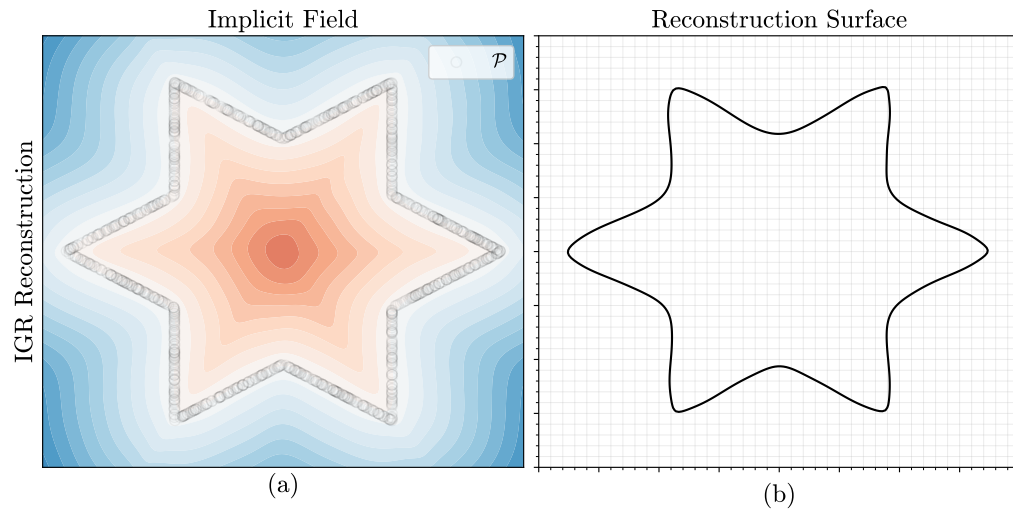 Implicit Field
Reconstruction Surface
𝒫
IGR Reconstruction
(a)
(b)